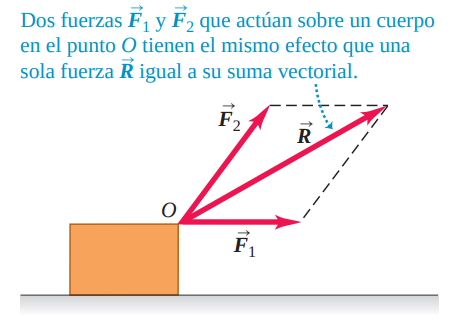 Dos fuerzas F⃗₁ y F⃗₂ que actúan sobre un cuerpo
en el punto O tienen el mismo efecto que una
sola fuerza R⃗ igual a su suma vectorial.
F⃗₂
R⃗
O
F⃗₁